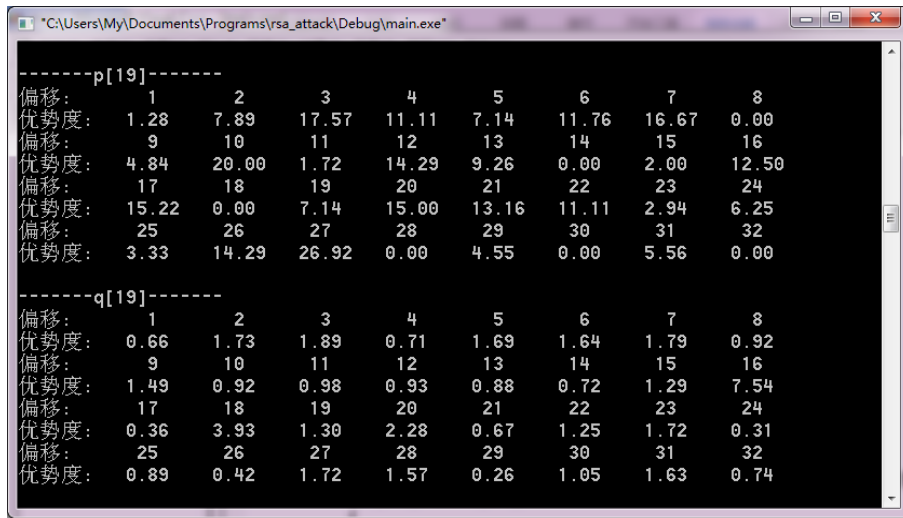 "C:\Users\My\Documents\Programs\rsa_attack\Debug\main.exe"
-------p[19]-------
偏移: 1 2 3 4 5 6 7 8
优势度: 1.28 7.89 17.57 11.11 7.14 11.76 16.67 0.00
偏移: 9 10 11 12 13 14 15 16
优势度: 4.84 20.00 1.72 14.29 9.26 0.00 2.00 12.50
偏移: 17 18 19 20 21 22 23 24
优势度: 15.22 0.00 7.14 15.00 13.16 11.11 2.94 6.25
偏移: 25 26 27 28 29 30 31 32
优势度: 3.33 14.29 26.92 0.00 4.55 0.00 5.56 0.00
-------q[19]-------
偏移: 1 2 3 4 5 6 7 8
优势度: 0.66 1.73 1.89 0.71 1.69 1.64 1.79 0.92
偏移: 9 10 11 12 13 14 15 16
优势度: 1.49 0.92 0.98 0.93 0.88 0.72 1.29 7.54
偏移: 17 18 19 20 21 22 23 24
优势度: 0.36 3.93 1.30 2.28 0.67 1.25 1.72 0.31
偏移: 25 26 27 28 29 30 31 32
优势度: 0.89 0.42 1.72 1.57 0.26 1.05 1.63 0.74